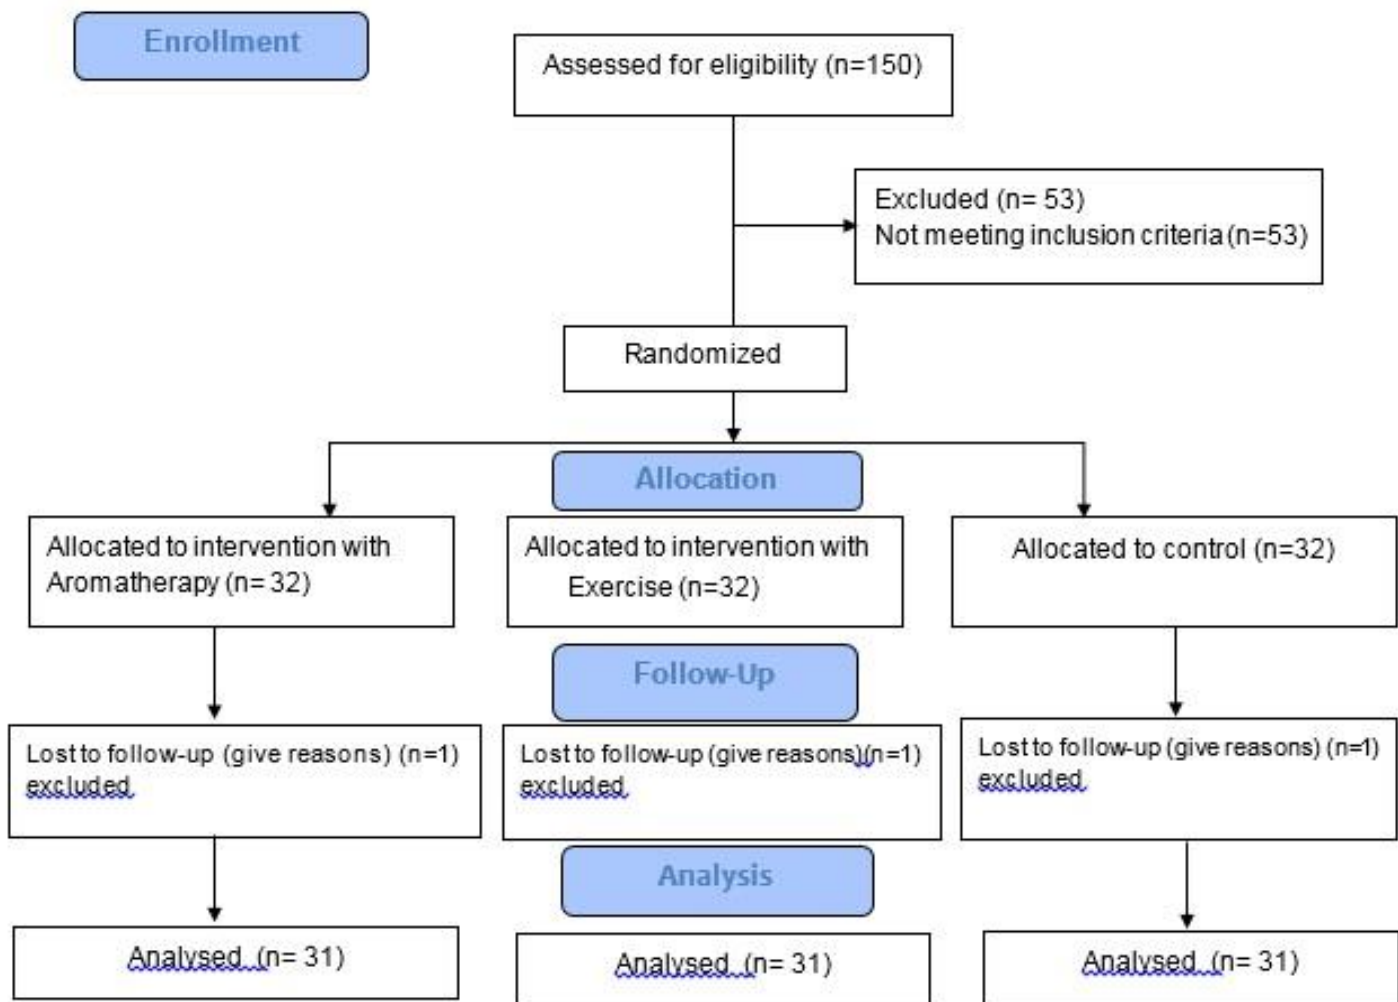 Enrollment
Assessed for eligibility (n=150)
Excluded (n= 53)
Not meeting inclusion criteria (n=53)
Randomized
Allocation
Allocated to intervention with
Aromatherapy (n= 32)
Allocated to intervention with
Exercise (n=32)
Allocated to control (n=32)
Follow-Up
Lost to follow-up (give reasons) (n=1)
excluded
Lost to follow-up (give reasons) (n=1)
excluded
Lost to follow-up (give reasons) (n=1)
excluded
Analysis
Analysed (n= 31)
Analysed (n= 31)
Analysed (n= 31)